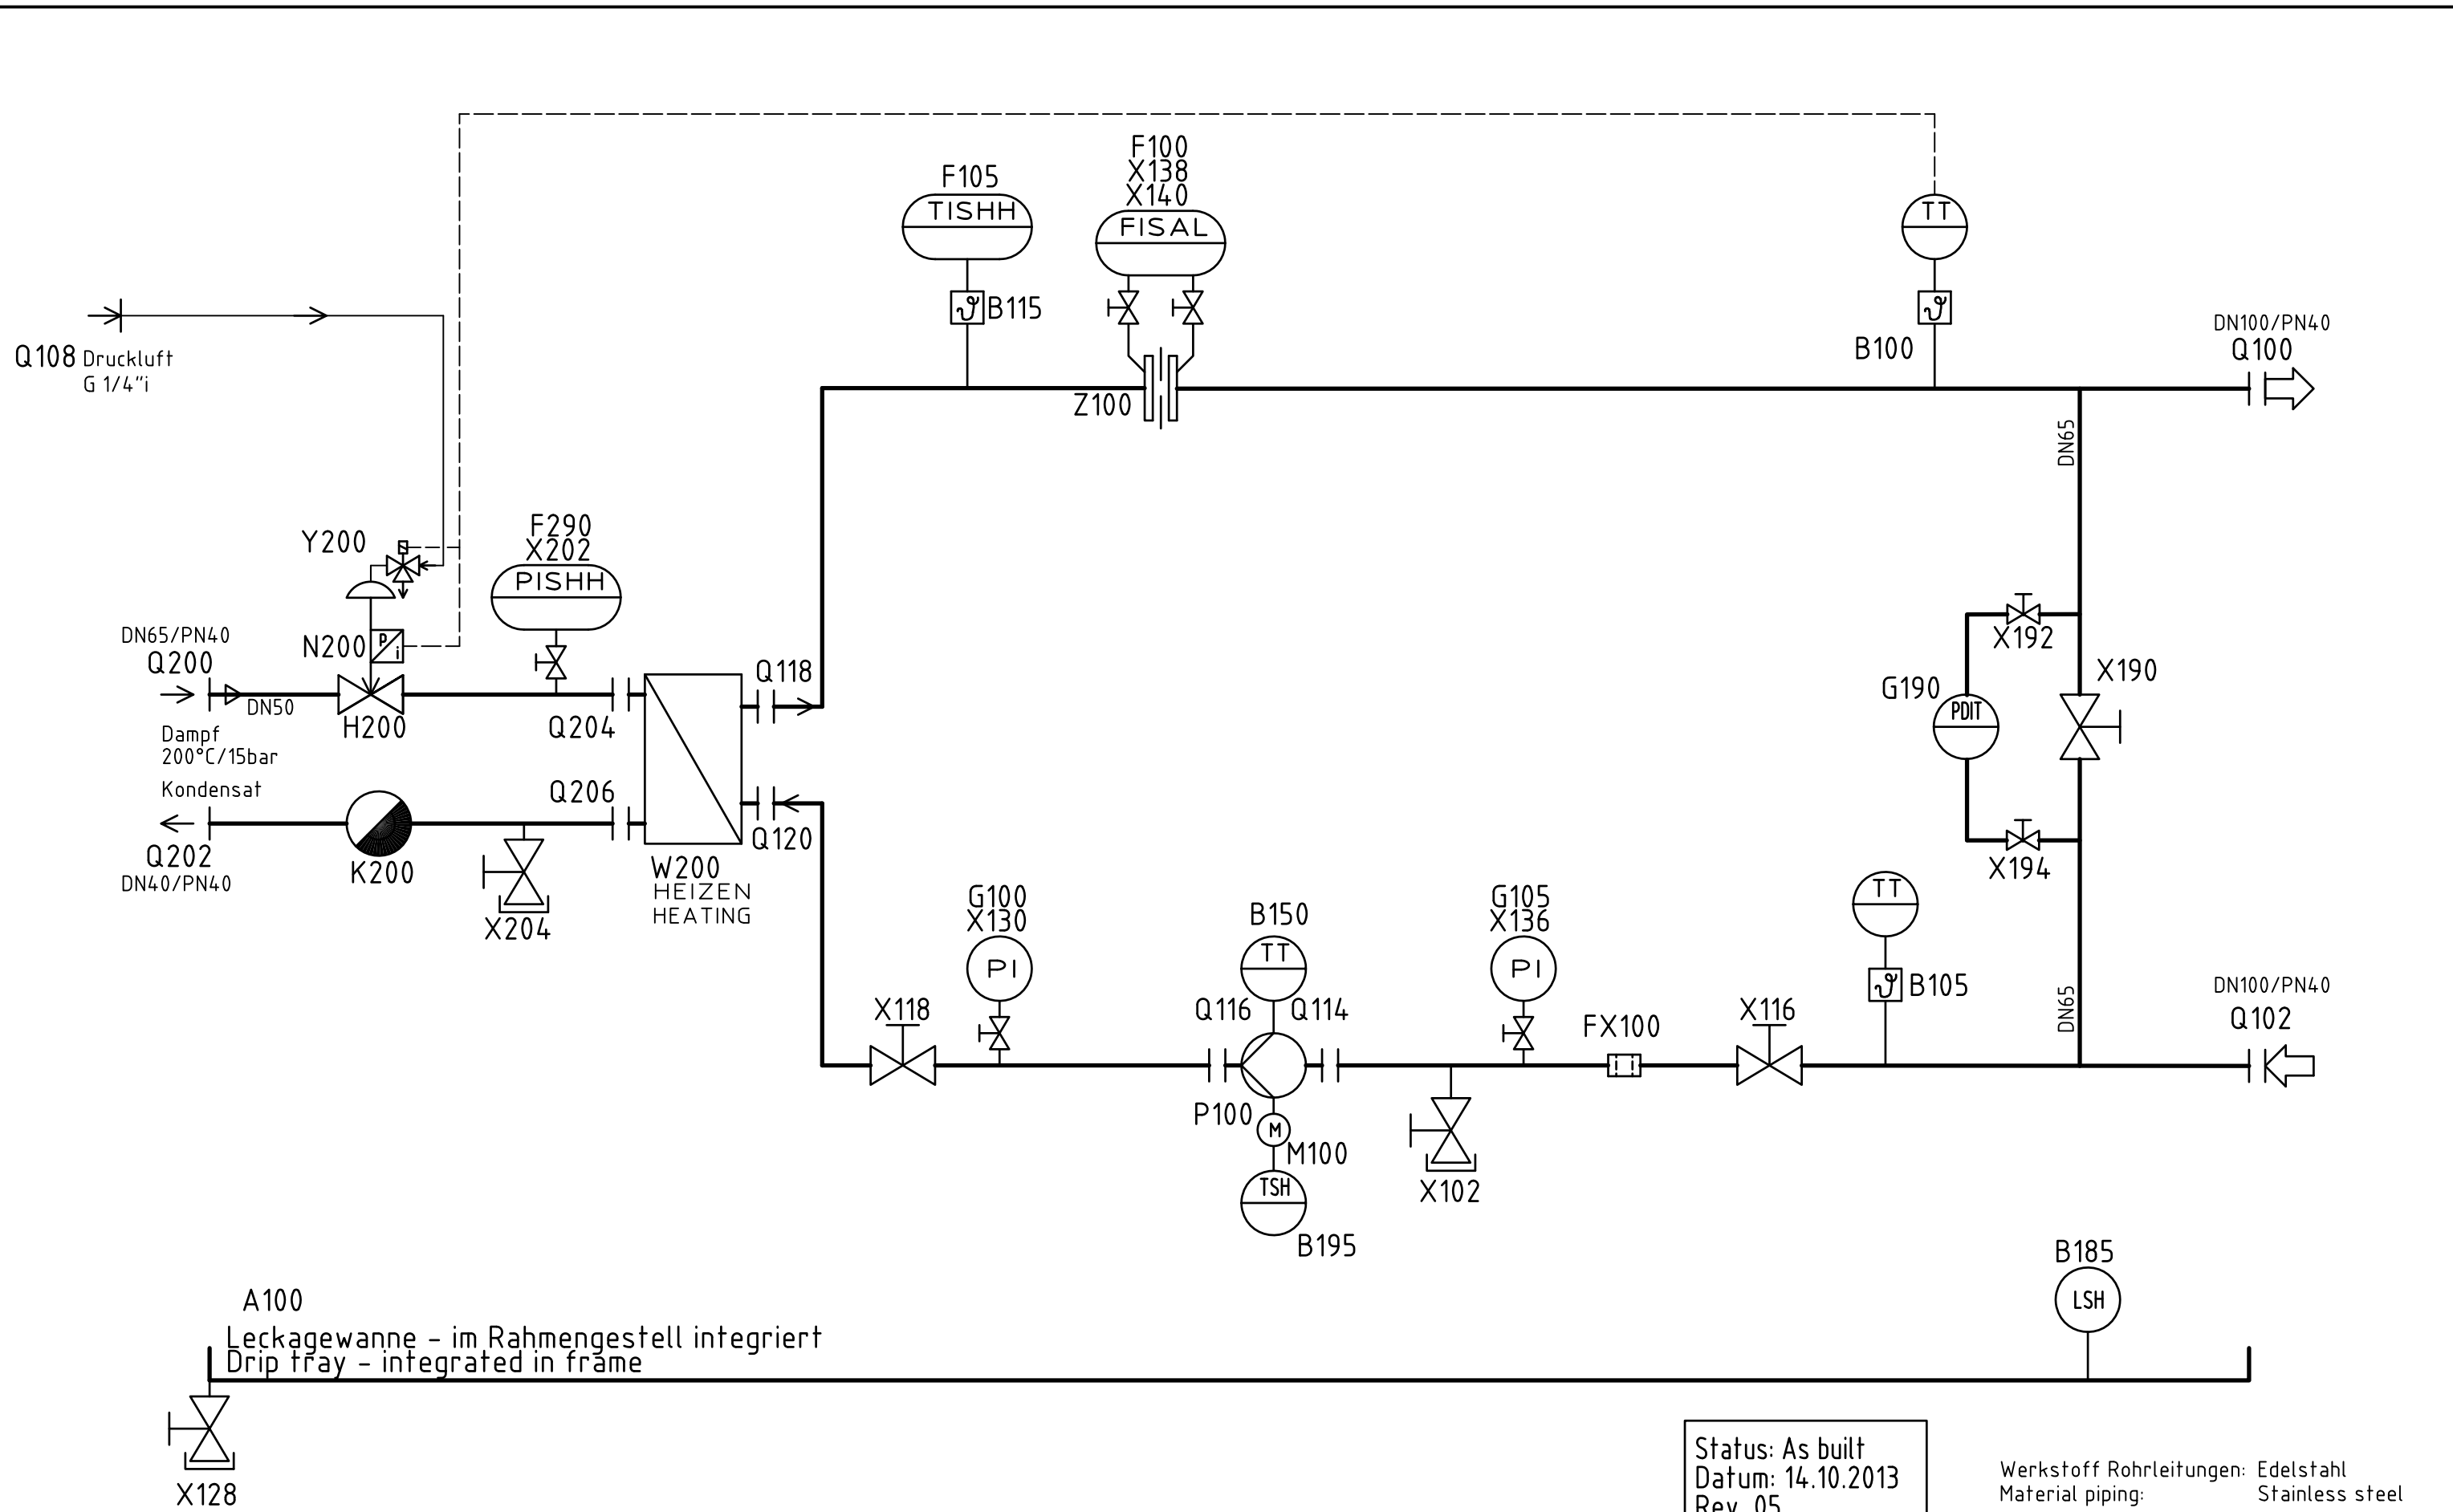 F100
X138
X140
F105
TISHH
FISAL
TT
B115
B100
DN100/PN40
Q100
Q108 Druckluft
G 1/4"i
Z100
DN65
Y200
F290
X202
PISHH
DN65/PN40
Q200
N200
P
i
DN50
H200
Q204
Q118
Dampf
200°C/15bar
Kondensat
Q206
Q120
Q202
DN40/PN40
K200
X204
W200
HEIZEN
HEATING
X192
X190
G190
PDIT
X194
G100
X130
PI
B150
TT
G105
X136
PI
TT
B105
X118
Q116
Q114
FX100
X116
DN65
DN100/PN40
Q102
P100
M
M100
TSH
B195
X102
B185
LSH
A100
Leckagewanne - im Rahmengestell integriert
Drip tray - integrated in frame
X128
Status: As built
Datum: 14.10.2013
Rev. 05
Werkstoff Rohrleitungen: Edelstahl
Material piping: Stainless steel